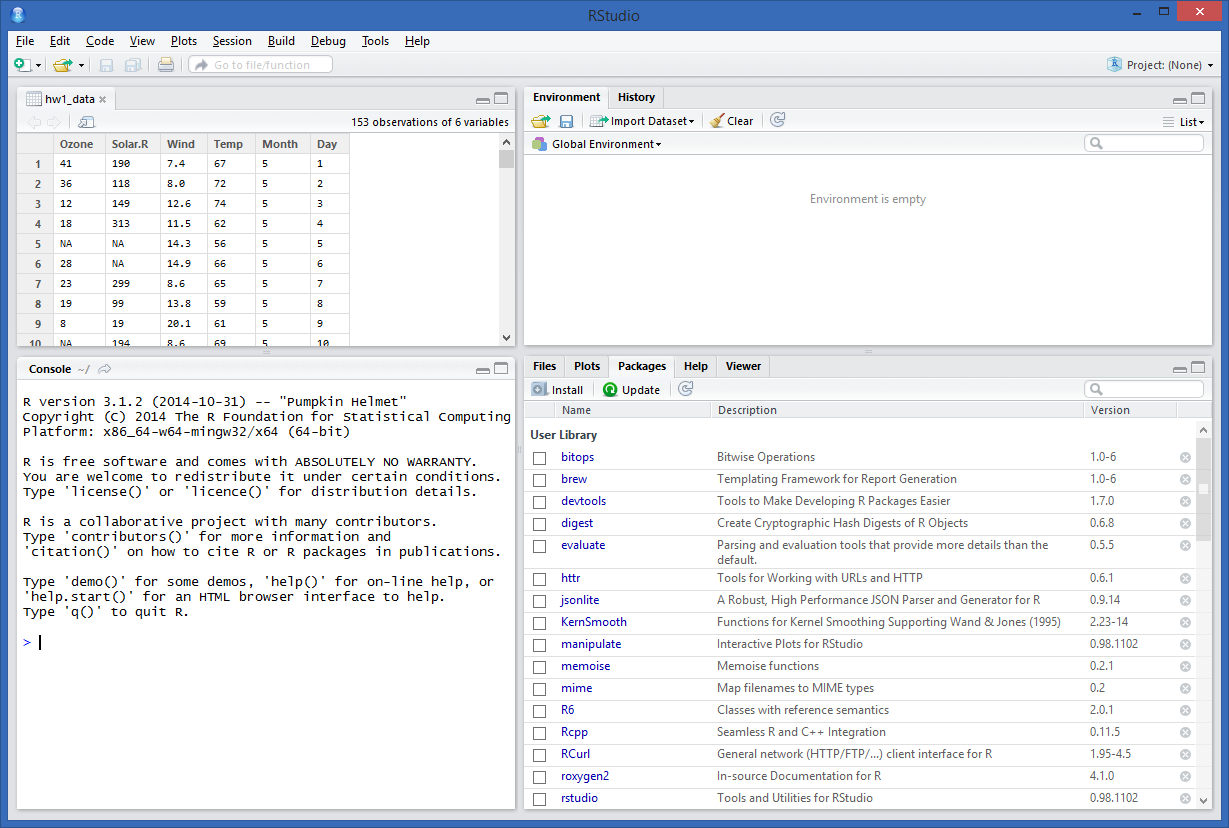 RStudio
File Edit Code View Plots Session Build Debug Tools Help
Go to file/function
Project: (None)
hw1_data
153 observations of 6 variables
Ozone Solar.R Wind Temp Month Day
1 41 190 7.4 67 5 1
2 36 118 8.0 72 5 2
3 12 149 12.6 74 5 3
4 18 313 11.5 62 5 4
5 NA NA 14.3 56 5 5
6 28 NA 14.9 66 5 6
7 23 299 8.6 65 5 7
8 19 99 13.8 59 5 8
9 8 19 20.1 61 5 9
10 NA 194 8.6 69 5 10
Console ~/
R version 3.1.2 (2014-10-31) -- "Pumpkin Helmet"
Copyright (C) 2014 The R Foundation for Statistical Computing
Platform: x86_64-w64-mingw32/x64 (64-bit)
R is free software and comes with ABSOLUTELY NO WARRANTY.
You are welcome to redistribute it under certain conditions.
Type 'license()' or 'licence()' for distribution details.
R is a collaborative project with many contributors.
Type 'contributors()' for more information and
'citation()' on how to cite R or R packages in publications.
Type 'demo()' for some demos, 'help()' for on-line help, or
'help.start()' for an HTML browser interface to help.
Type 'q()' to quit R.
>
Environment History
Import Dataset Clear List
Global Environment
Environment is empty
Files Plots Packages Help Viewer
Install Update
Name Description Version
User Library
bitops Bitwise Operations 1.0-6
brew Templating Framework for Report Generation 1.0-6
devtools Tools to Make Developing R Packages Easier 1.7.0
digest Create Cryptographic Hash Digests of R Objects 0.6.8
evaluate Parsing and evaluation tools that provide more details than the 0.5.5
default.
httr Tools for Working with URLs and HTTP 0.6.1
jsonlite A Robust, High Performance JSON Parser and Generator for R 0.9.14
KernSmooth Functions for Kernel Smoothing Supporting Wand & Jones (1995) 2.23-14
manipulate Interactive Plots for RStudio 0.98.1102
memoise Memoise functions 0.2.1
mime Map filenames to MIME types 0.2
R6 Classes with reference semantics 2.0.1
Rcpp Seamless R and C++ Integration 0.11.5
RCurl General network (HTTP/FTP/...) client interface for R 1.95-4.5
roxygen2 In-source Documentation for R 4.1.0
rstudio Tools and Utilities for RStudio 0.98.1102